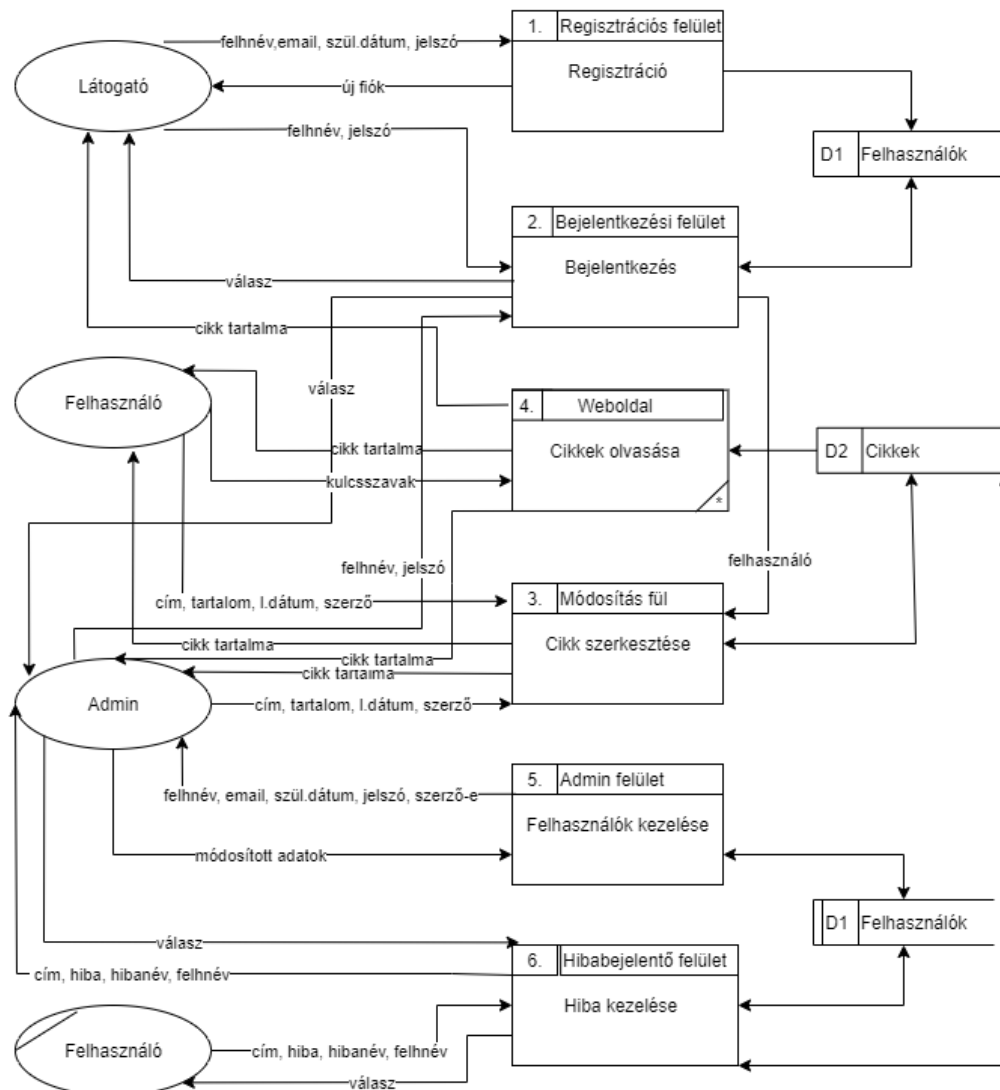 1. Regisztrációs felület
felhnév,email, szül.dátum, jelszó
Regisztráció
Látogató
új fiók
felhnév, jelszó
D1 Felhasználók
2. Bejelentkezési felület
Bejelentkezés
válasz
cikk tartalma
válasz
Felhasználó
4. Weboldal
cikk tartalma
Cikkek olvasása
D2 Cikkek
kulcsszavak
*
felhnév, jelszó
felhasználó
cím, tartalom, l.dátum, szerző
3. Módosítás fül
cikk tartalma
Cikk szerkesztése
cikk tartalma
cikk tartalma
Admin
cím, tartalom, l.dátum, szerző
5. Admin felület
felhnév, email, szül.dátum, jelszó, szerző-e
Felhasználók kezelése
módosított adatok
D1 Felhasználók
válasz
6. Hibabejelentő felület
cím, hiba, hibanév, felhnév
Hiba kezelése
Felhasználó
cím, hiba, hibanév, felhnév
válasz